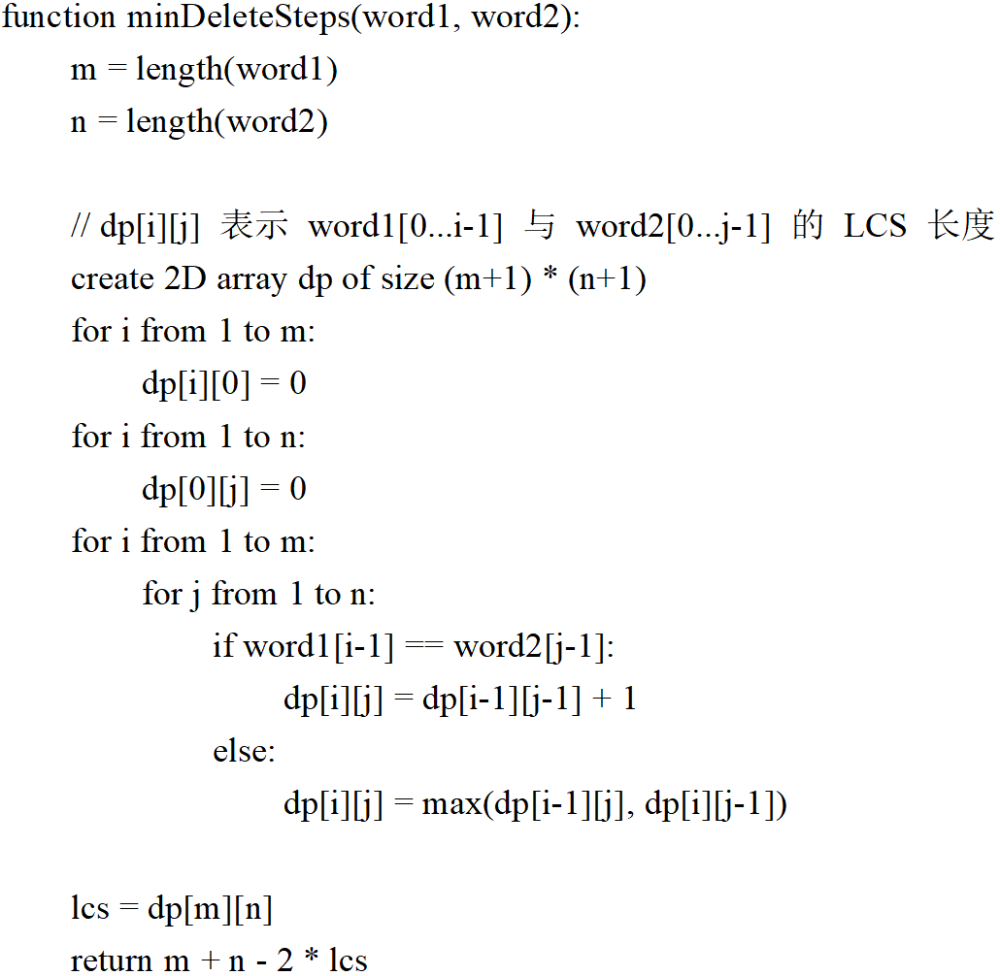 function minDeleteSteps(word1, word2):
m = length(word1)
n = length(word2)
// dp[i][j] 表示 word1[0...i-1] 与 word2[0...j-1] 的 LCS 长度
create 2D array dp of size (m+1) * (n+1)
for i from 1 to m:
dp[i][0] = 0
for i from 1 to n:
dp[0][j] = 0
for i from 1 to m:
for j from 1 to n:
if word1[i-1] == word2[j-1]:
dp[i][j] = dp[i-1][j-1] + 1
else:
dp[i][j] = max(dp[i-1][j], dp[i][j-1])
lcs = dp[m][n]
return m + n - 2 * lcs